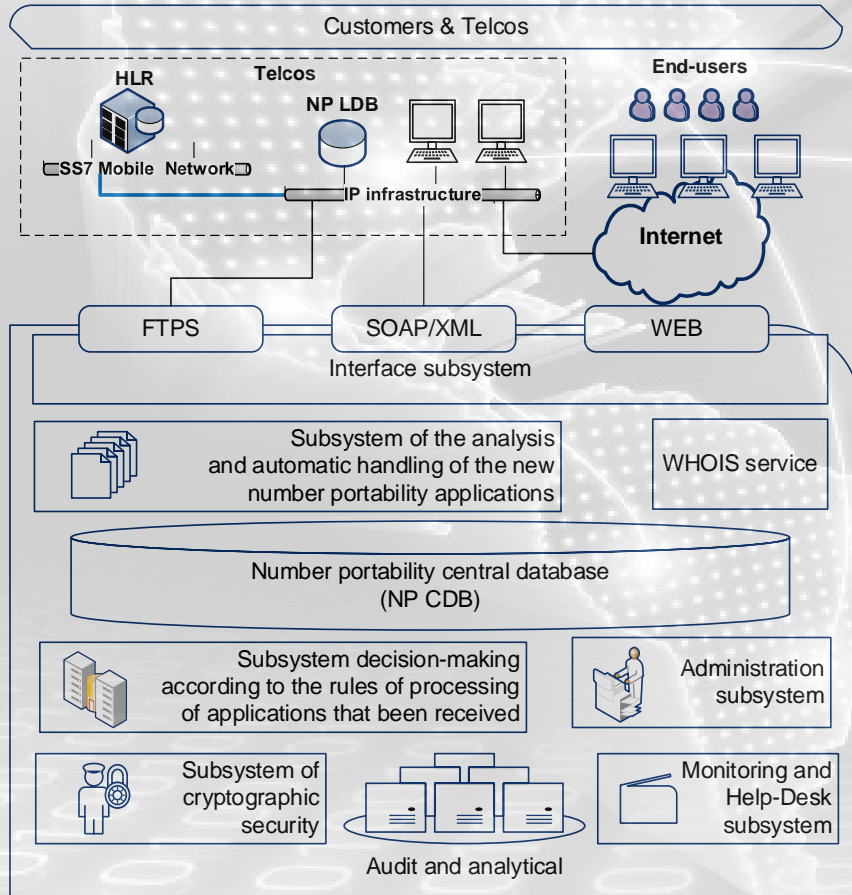 Customers & Telcos
Telcos
HLR
NP LDB
SS7 Mobile Network
IP infrastructure
End-users
Internet
FTPS
SOAP/XML
WEB
Interface subsystem
Subsystem of the analysis
and automatic handling of the new
number portability applications
WHOIS service
Number portability central database
(NP CDB)
Subsystem decision-making
according to the rules of processing
of applications that been received
Administration
subsystem
Subsystem of
cryptographic
security
Audit and analytical
Monitoring and
Help-Desk
subsystem